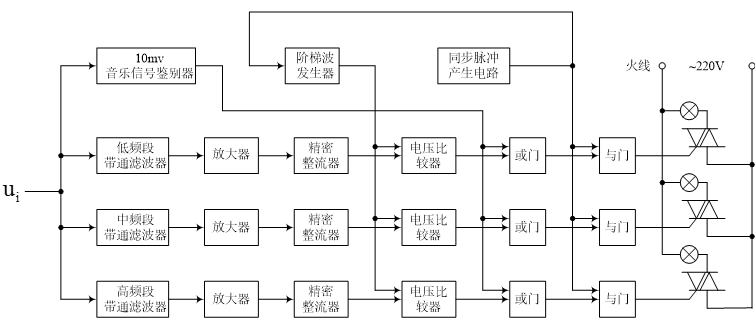 10mv
音乐信号鉴别器
阶梯波
发生器
同步脉冲
产生电路
火线
~220V
低频段
带通滤波器
放大器
精密
整流器
电压比
较器
或门
与门
ui
中频段
带通滤波器
放大器
精密
整流器
电压比
较器
或门
与门
高频段
带通滤波器
放大器
精密
整流器
电压比
较器
或门
与门